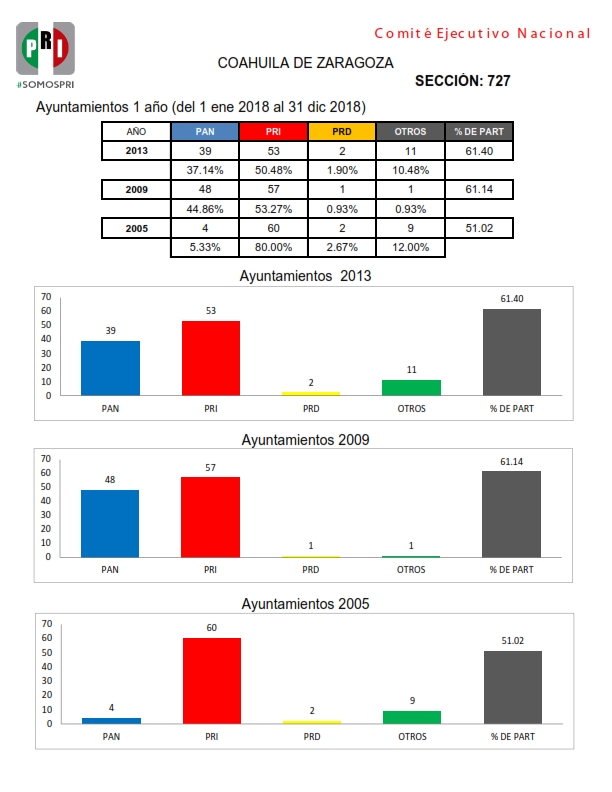 Comité Ejecutivo Nacional
PRI
#SOMOSPRI
COAHUILA DE ZARAGOZA
SECCIÓN: 727
Ayuntamientos 1 año (del 1 ene 2018 al 31 dic 2018)
AÑO PAN PRI PRD OTROS % DE PART
2013 39 53 2 11 61.40
37.14% 50.48% 1.90% 10.48%
2009 48 57 1 1 61.14
44.86% 53.27% 0.93% 0.93%
2005 4 60 2 9 51.02
5.33% 80.00% 2.67% 12.00%
Ayuntamientos 2013
70
60
50
40
30
20
10
0
39 53 2 11 61.40
PAN PRI PRD OTROS % DE PART
Ayuntamientos 2009
70
60
50
40
30
20
10
0
48 57 1 1 61.14
PAN PRI PRD OTROS % DE PART
Ayuntamientos 2005
70
60
50
40
30
20
10
0
4 60 2 9 51.02
PAN PRI PRD OTROS % DE PART